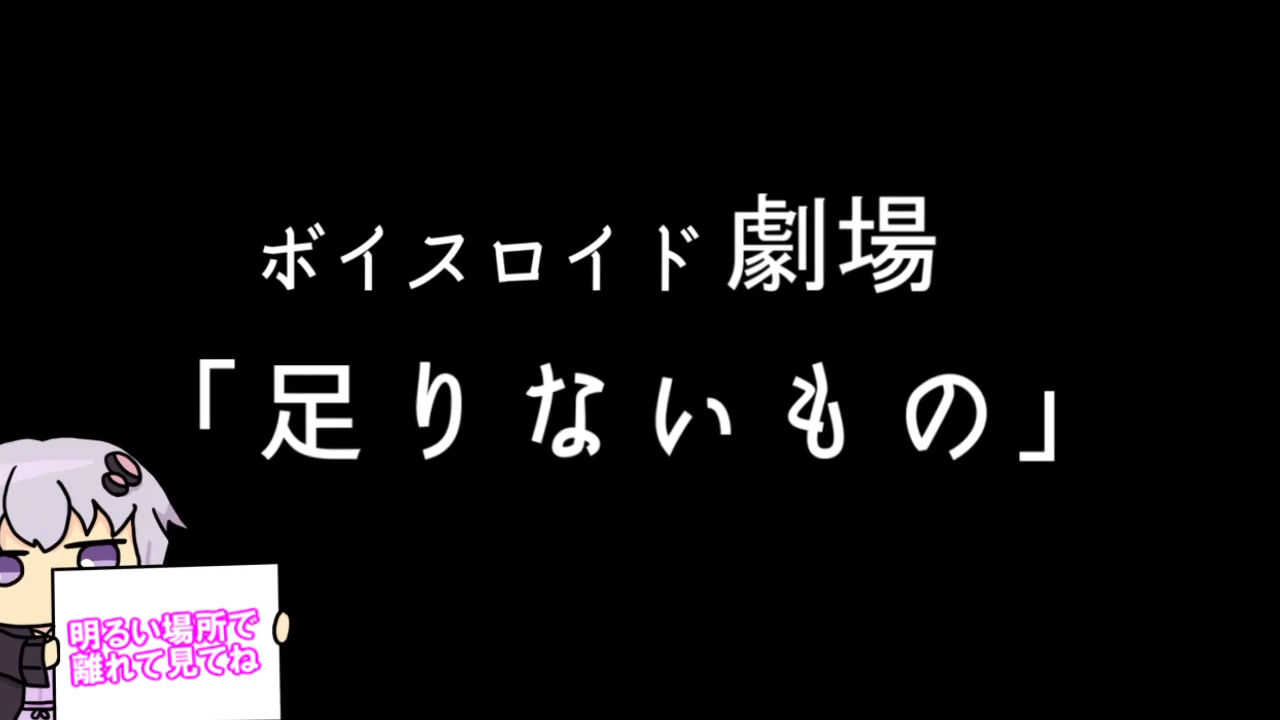 ボイスロイド劇場
「足りないもの」
明るい場所で
離れて見てね